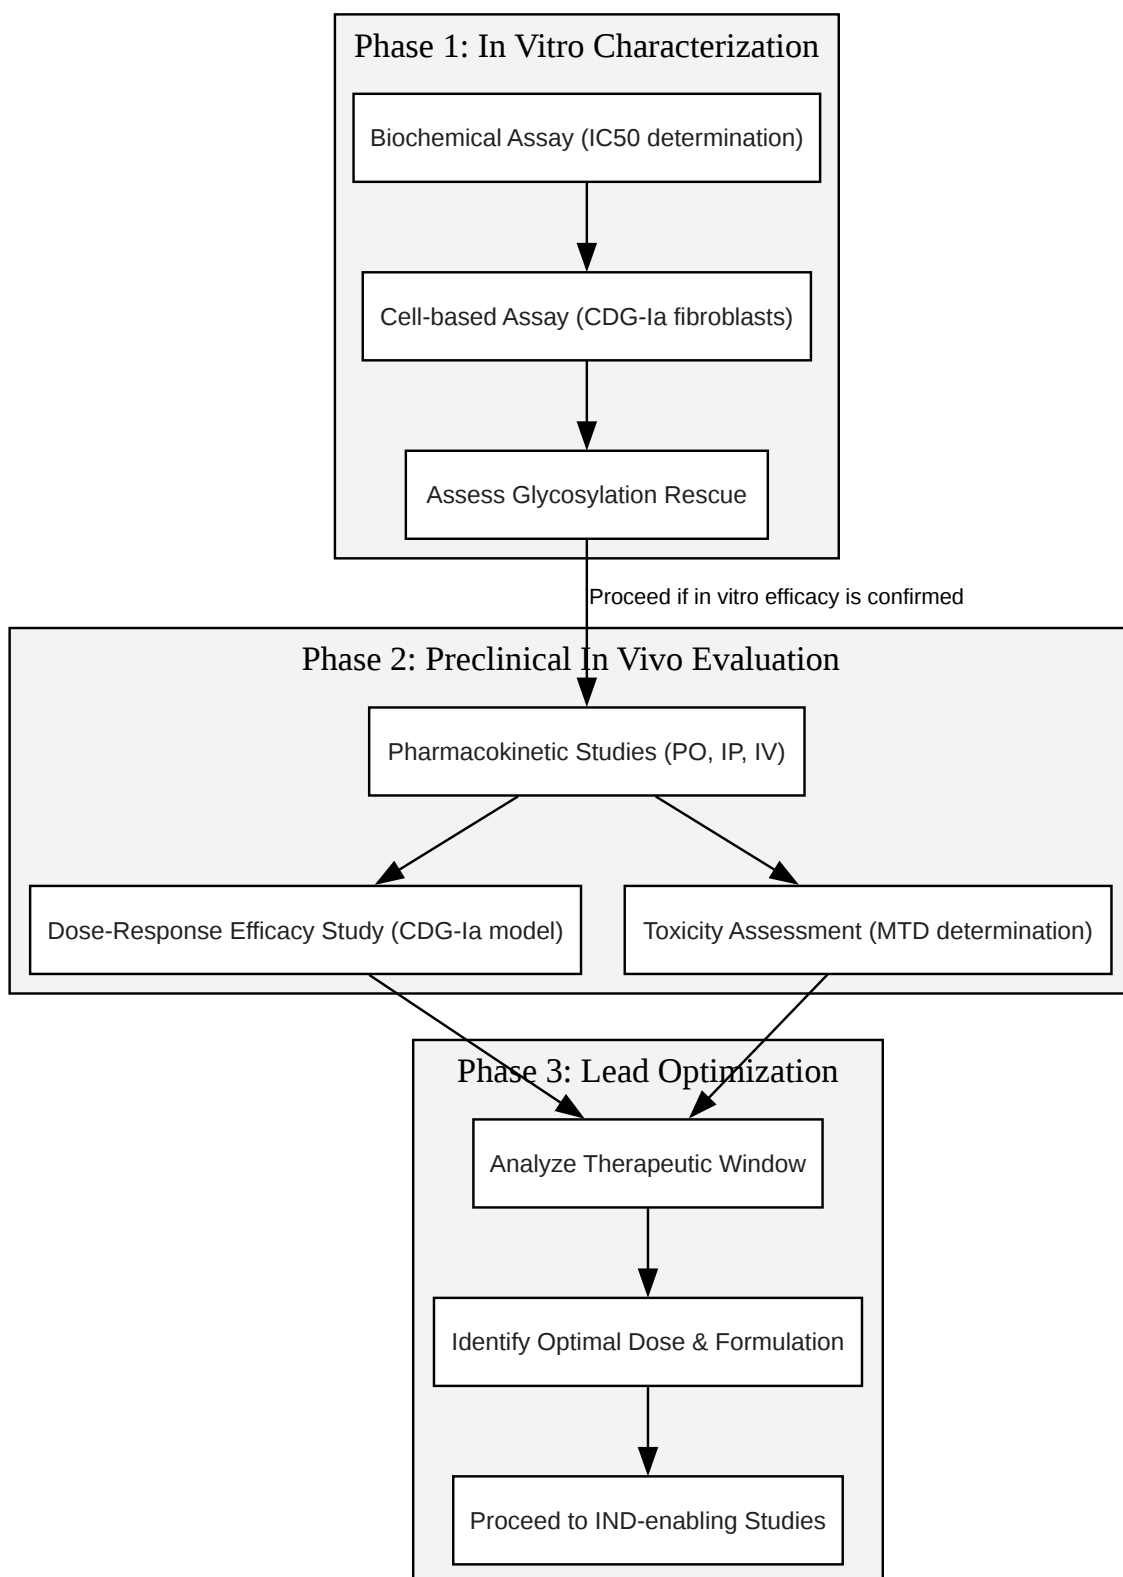 Phase 1: In Vitro Characterization
Biochemical Assay (IC50 determination)
Cell-based Assay (CDG-Ia fibroblasts)
Assess Glycosylation Rescue
Proceed if in vitro efficacy is confirmed
Phase 2: Preclinical In Vivo Evaluation
Pharmacokinetic Studies (PO, IP, IV)
Dose-Response Efficacy Study (CDG-Ia model)
Toxicity Assessment (MTD determination)
Phase 3: Lead Optimization
Analyze Therapeutic Window
Identify Optimal Dose & Formulation
Proceed to IND-enabling Studies